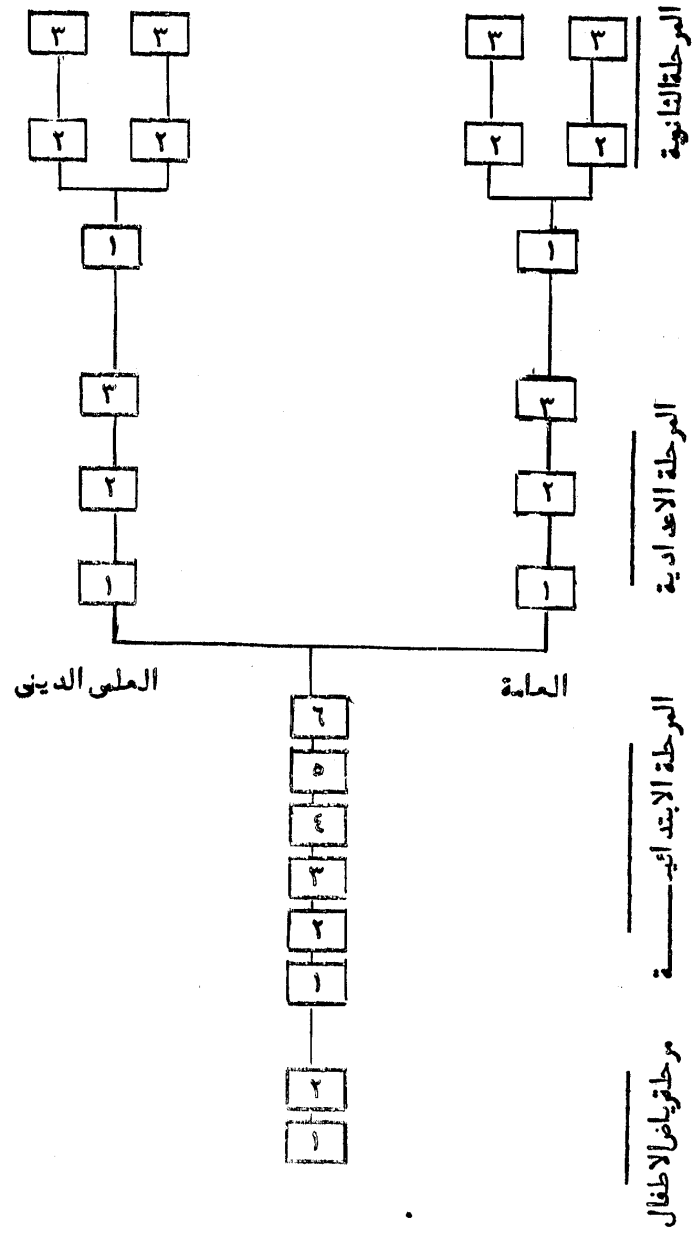 المرحلة الثانوية
٣ ٣ ٣ ٣
٢ ٢ ٢ ٢
١ ١
المرحلة الاعدادية
٣ ٣
٢ ٢
١ ١
العامة
العلمى الدينى
المرحلة الابتدائيـــــة
٦
٥
٤
٣
٢
١
مرحلة رياض الاطفال
٢
١